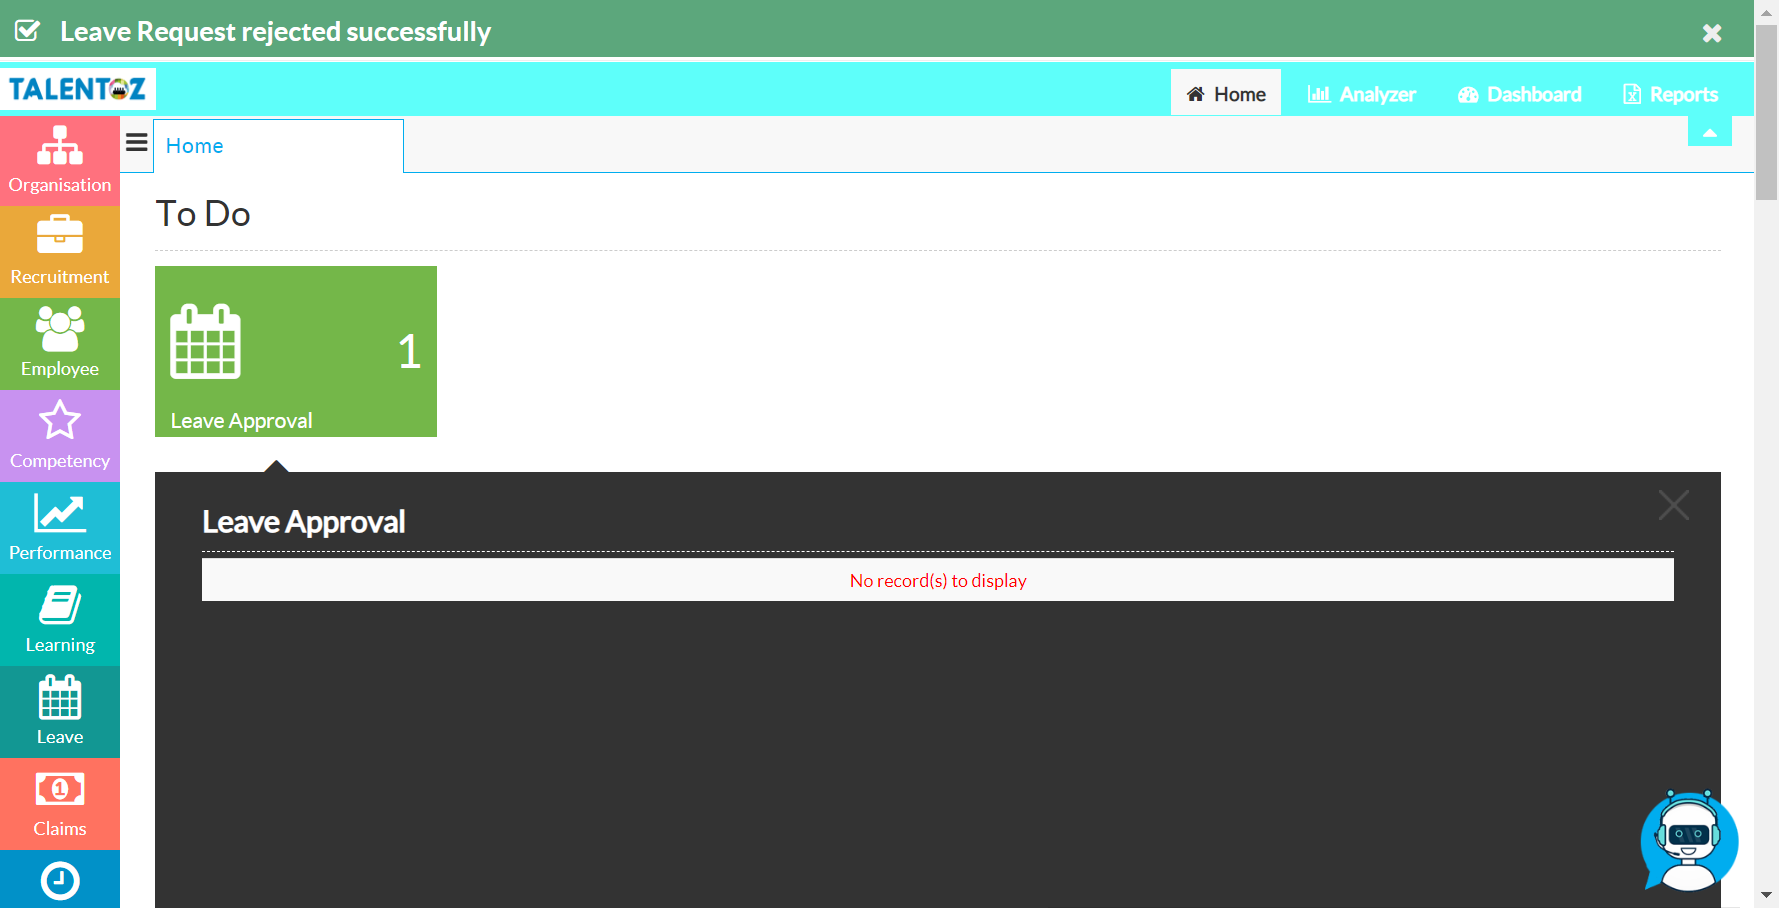 Leave Request rejected successfully
TALENTOZ
Home
Analyzer
Dashboard
Reports
Organisation
Recruitment
Employee
Competency
Performance
Learning
Leave
1
Claims
Home
To Do
1
Leave Approval
Leave Approval
No record(s) to display